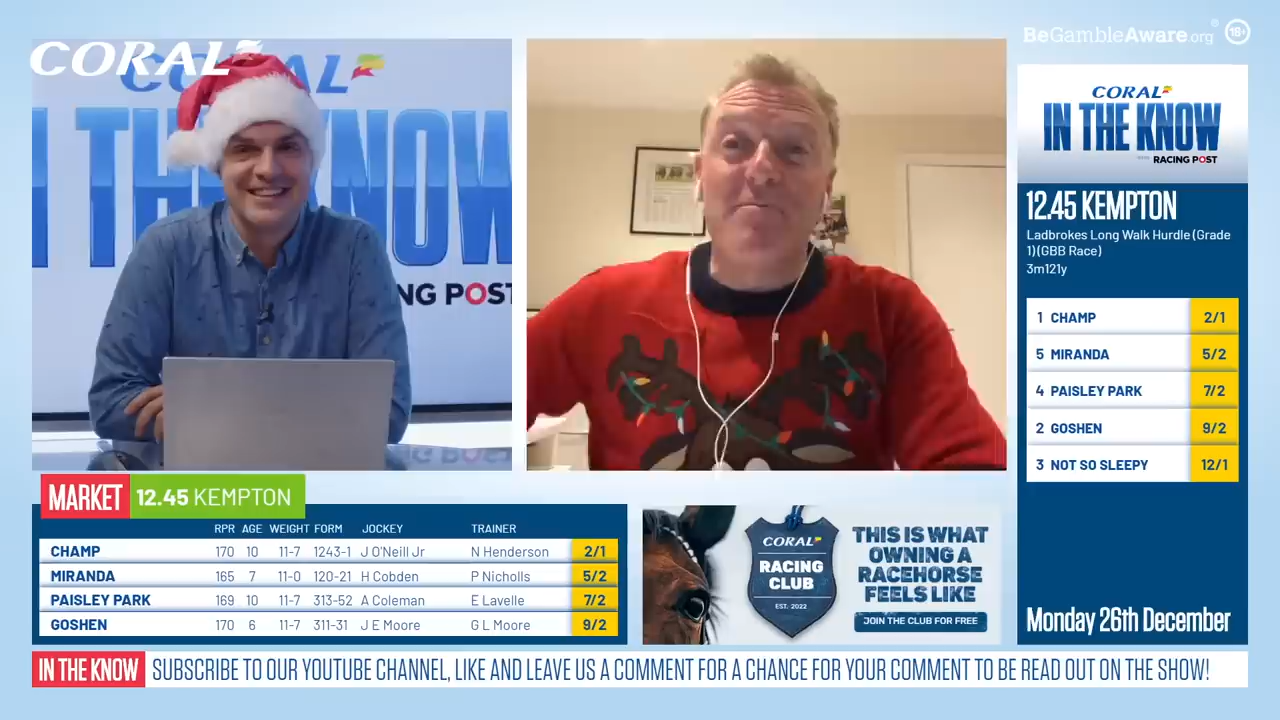 CORAL
BeGambleAware.org® 18+
CORAL
IN THE KNOW
NG POST
CORAL
IN THE KNOW
WITH RACING POST
12.45 KEMPTON
Ladbrokes Long Walk Hurdle (Grade
1) (GBB Race)
3m121y
1 CHAMP 2/1
5 MIRANDA 5/2
4 PAISLEY PARK 7/2
2 GOSHEN 9/2
3 NOT SO SLEEPY 12/1
Monday 26th December
MARKET 12.45 KEMPTON
RPR AGE WEIGHT FORM JOCKEY TRAINER
CHAMP 170 10 11-7 1243-1 J O'Neill Jr N Henderson 2/1
MIRANDA 165 7 11-0 120-21 H Cobden P Nicholls 5/2
PAISLEY PARK 169 10 11-7 313-52 A Coleman E Lavelle 7/2
GOSHEN 170 6 11-7 311-31 J E Moore G L Moore 9/2
CORAL
RACING
CLUB
EST. 2022
THIS IS WHAT
OWNING A
RACEHORSE
FEELS LIKE
JOIN THE CLUB FOR FREE
IN THE KNOW SUBSCRIBE TO OUR YOUTUBE CHANNEL, LIKE AND LEAVE US A COMMENT FOR A CHANCE FOR YOUR COMMENT TO BE READ OUT ON THE SHOW!